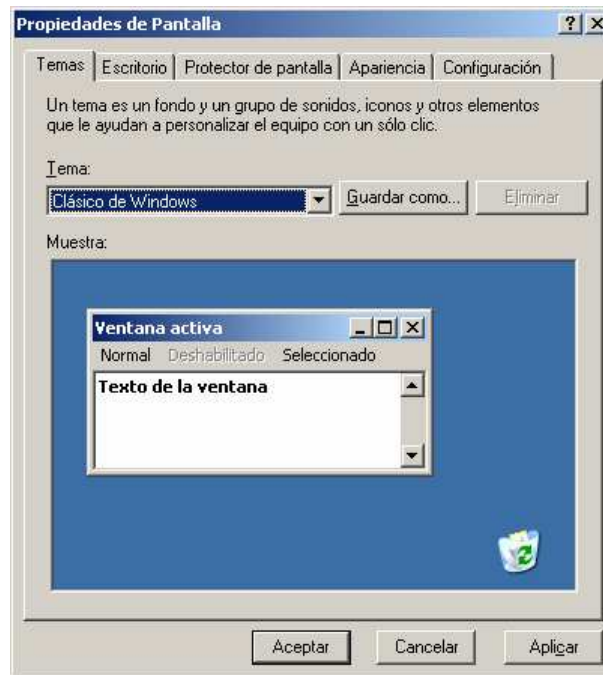 Propiedades de Pantalla
Temas Escritorio Protector de pantalla Apariencia Configuración
Un tema es un fondo y un grupo de sonidos, iconos y otros elementos
que le ayudan a personalizar el equipo con un sólo clic.
Tema:
Clásico de Windows Guardar como... Eliminar
Muestra:
Ventana activa
Normal Deshabilitado Seleccionado
Texto de la ventana
Aceptar Cancelar Aplicar